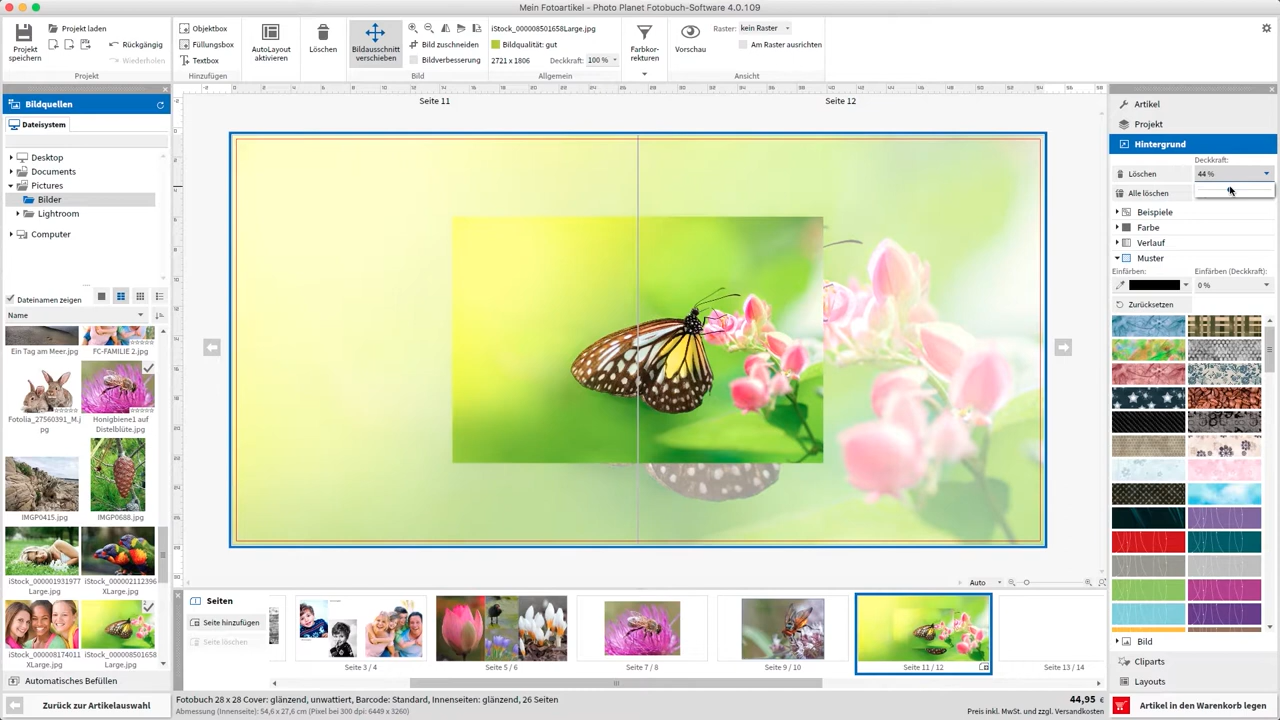 Mein Fotoartikel - Photo Planet Fotobuch-Software 4.0.109
Projekt speichern
Projekt laden
Rückgängig
Wiederholen
Projekt
Objektbox
Füllungsbox
Textbox
Hinzufügen
AutoLayout aktivieren
Löschen
Bildausschnitt verschieben
Bild zuschneiden
Bildverbesserung
Bild
iStock_000008501658Large.jpg
Bildqualität: gut
2721 x 1806
Deckkraft: 100 %
Allgemein
Farbkor-rekturen
Vorschau
Raster: kein Raster
Am Raster ausrichten
Ansicht
Bildquellen
Dateisystem
Desktop
Documents
Pictures
Bilder
Lightroom
Computer
Dateinamen zeigen
Name
Ein Tag am Meer.jpg
FC-FAMILIE 2.jpg
Fotolia_27560391_M.jpg
Honigbiene1 auf Distelblüte.jpg
IMGP0415.jpg
IMGP0688.jpg
iStock_000001931977Large.jpg
iStock_000002112396XLarge.jpg
iStock_000008174011XLarge.jpg
iStock_000008501658Large.jpg
Automatisches Befüllen
Zurück zur Artikelauswahl
Seite 11
Seite 12
Auto
Seiten
Seite hinzufügen
Seite löschen
Seite 3 / 4
Seite 5 / 6
Seite 7 / 8
Seite 9 / 10
Seite 11 / 12
Seite 13 / 14
Fotobuch 28 x 28 Cover: glänzend, unwattiert, Barcode: Standard, Innenseiten: glänzend, 26 Seiten
Abmessung (Innenseite): 54,6 x 27,6 cm (Pixel bei 300 dpi: 6449 x 3260)
44,95 €
Preis inkl. MwSt. und zzgl. Versandkosten
Artikel
Projekt
Hintergrund
Deckkraft:
Löschen
44 %
Alle löschen
Beispiele
Farbe
Verlauf
Muster
Einfärben:
Einfärben (Deckkraft):
0 %
Zurücksetzen
Bild
Cliparts
Layouts
Artikel in den Warenkorb legen